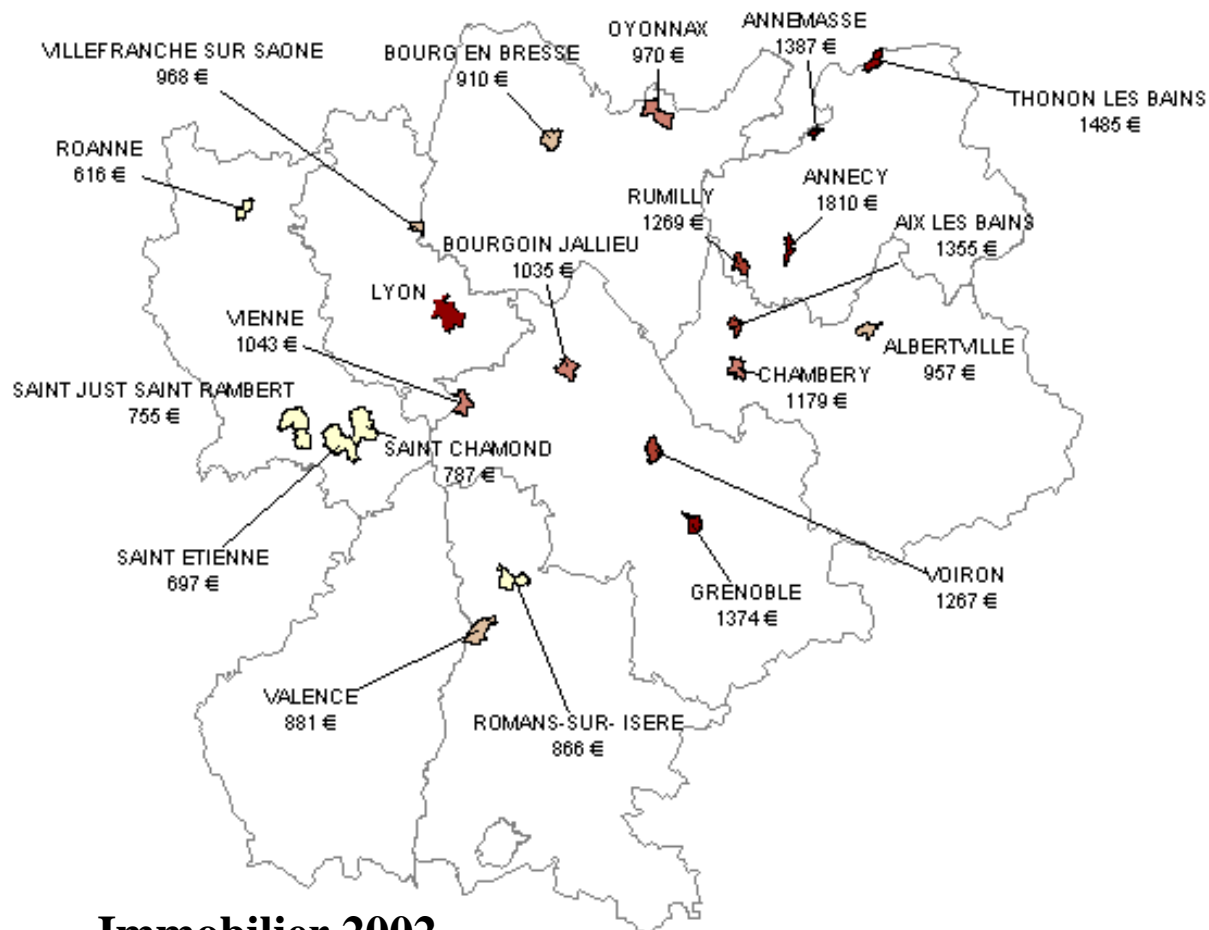 ANNEMASSE
1387 €
OYONNAX
970 €
VILLEFRANCHE SUR SAONE
968 €
BOURG EN BRESSE
910 €
THONON LES BAINS
1485 €
ROANNE
616 €
ANNECY
1810 €
RUMILLY
1269 €
AIX LES BAINS
1355 €
BOURGOIN JALLIEU
1035 €
LYON
VIENNE
1043 €
ALBERTVILLE
957 €
CHAMBERY
1179 €
SAINT JUST SAINT RAMBERT
755 €
SAINT CHAMOND
787 €
SAINT ETIENNE
697 €
VOIRON
1267 €
GRENOBLE
1374 €
VALENCE
881 €
ROMANS-SUR- ISERE
866 €
Immobilier 2002